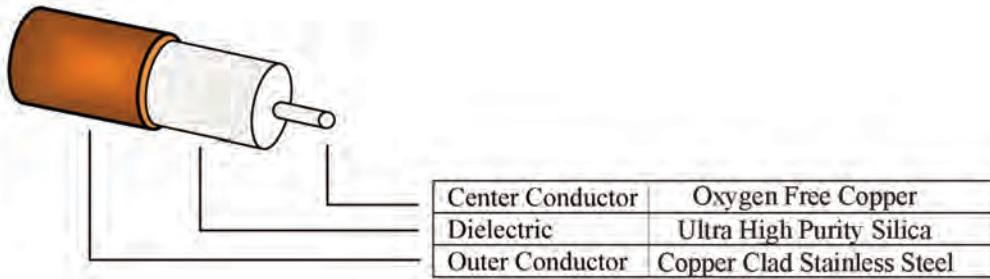 Center Conductor Oxygen Free Copper
Dielectric Ultra High Purity Silica
Outer Conductor Copper Clad Stainless Steel